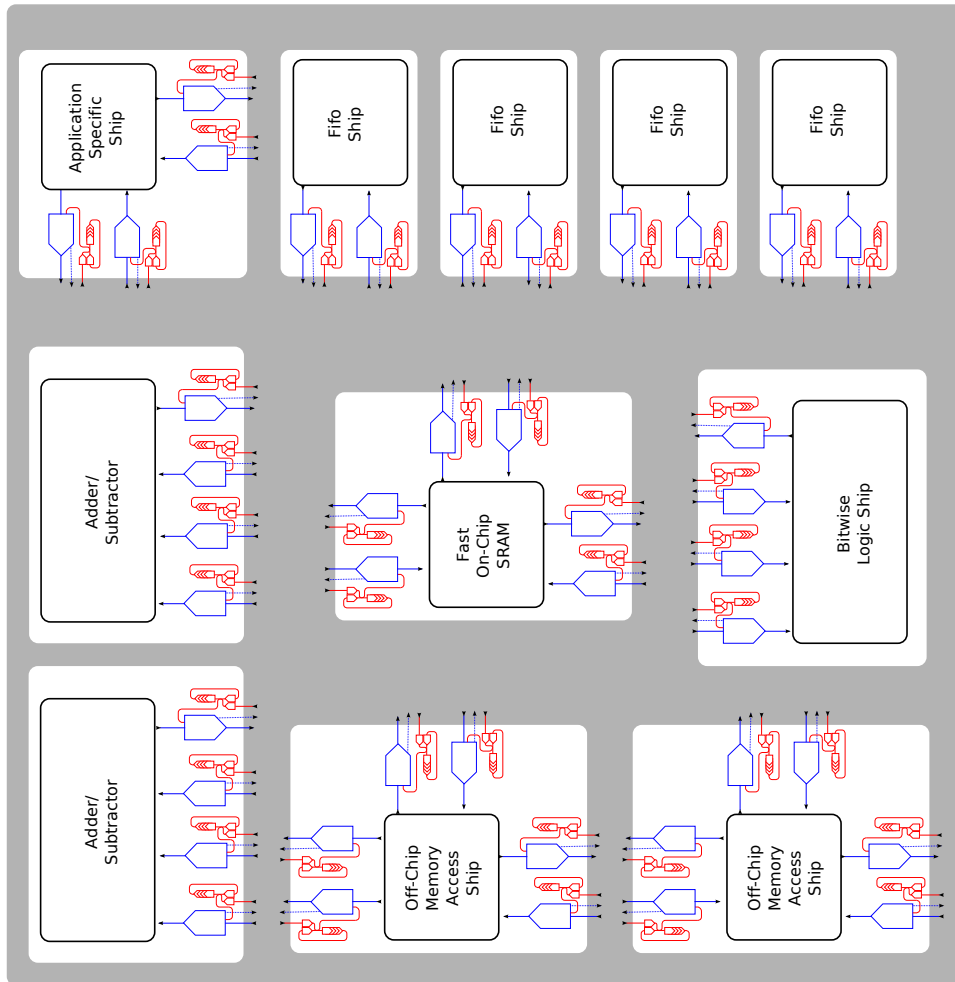 Application
Specific
Ship
Fifo
Ship
Fifo
Ship
Fifo
Ship
Fifo
Ship
Adder/
Subtractor
Fast
On-Chip
SRAM
Bitwise
Logic Ship
Adder/
Subtractor
Off-Chip
Memory
Access
Ship
Off-Chip
Memory
Access
Ship